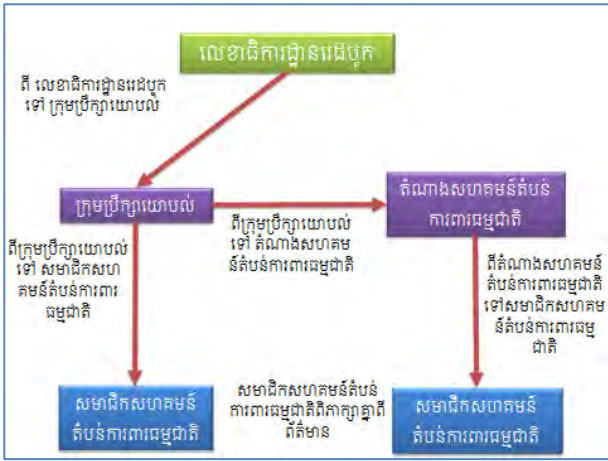 លេខាធិការដ្ឋានរេដបូក
ពី លេខាធិការដ្ឋានរេដបូក
ទៅ ក្រុមប្រឹក្សាយោបល់
ក្រុមប្រឹក្សាយោបល់
តំណាងសហគមន៍តំបន់
ការពារធម្មជាតិ
ពីក្រុមប្រឹក្សាយោបល់
ទៅ សមាជិកសហ
គមន៍តំបន់ការពារ
ធម្មជាតិ
ពីក្រុមប្រឹក្សាយោបល់
ទៅ តំណាងសហគម
ន៍តំបន់ការពារធម្មជាតិ
ពីតំណាងសហគមន៍
តំបន់ការពារធម្មជាតិ
ទៅសមាជិកសហគម
ន៍តំបន់ការពារធម្ម
ជាតិ
សមាជិកសហគមន៍
តំបន់ការពារធម្មជាតិ
សមាជិកសហគមន៍តំបន់
ការពារធម្មជាតិពិភាក្សាគ្នាពី
ព័ត៌មាន
សមាជិកសហគមន៍
តំបន់ការពារធម្មជាតិ